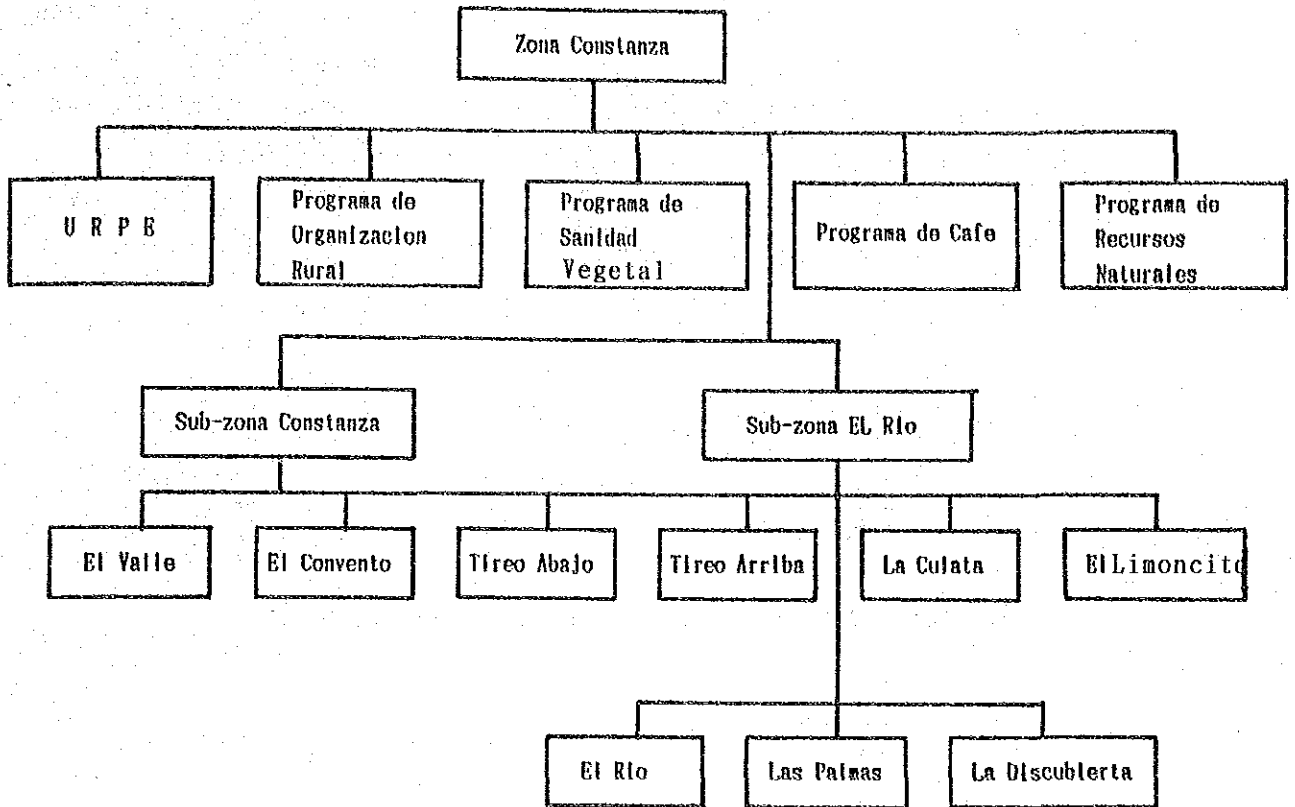 Zona Constanza
U R P E
Programa de
Organizacion
Rural
Programa de
Sanidad
Vegetal
Programa de Cafe
Programa de
Recursos
Naturales
Sub-zona Constanza
Sub-zona EL Rio
El Valle
El Convento
Tireo Abajo
Tireo Arriba
La Culata
El Limoncito
El Rio
Las Palmas
La Discubierta